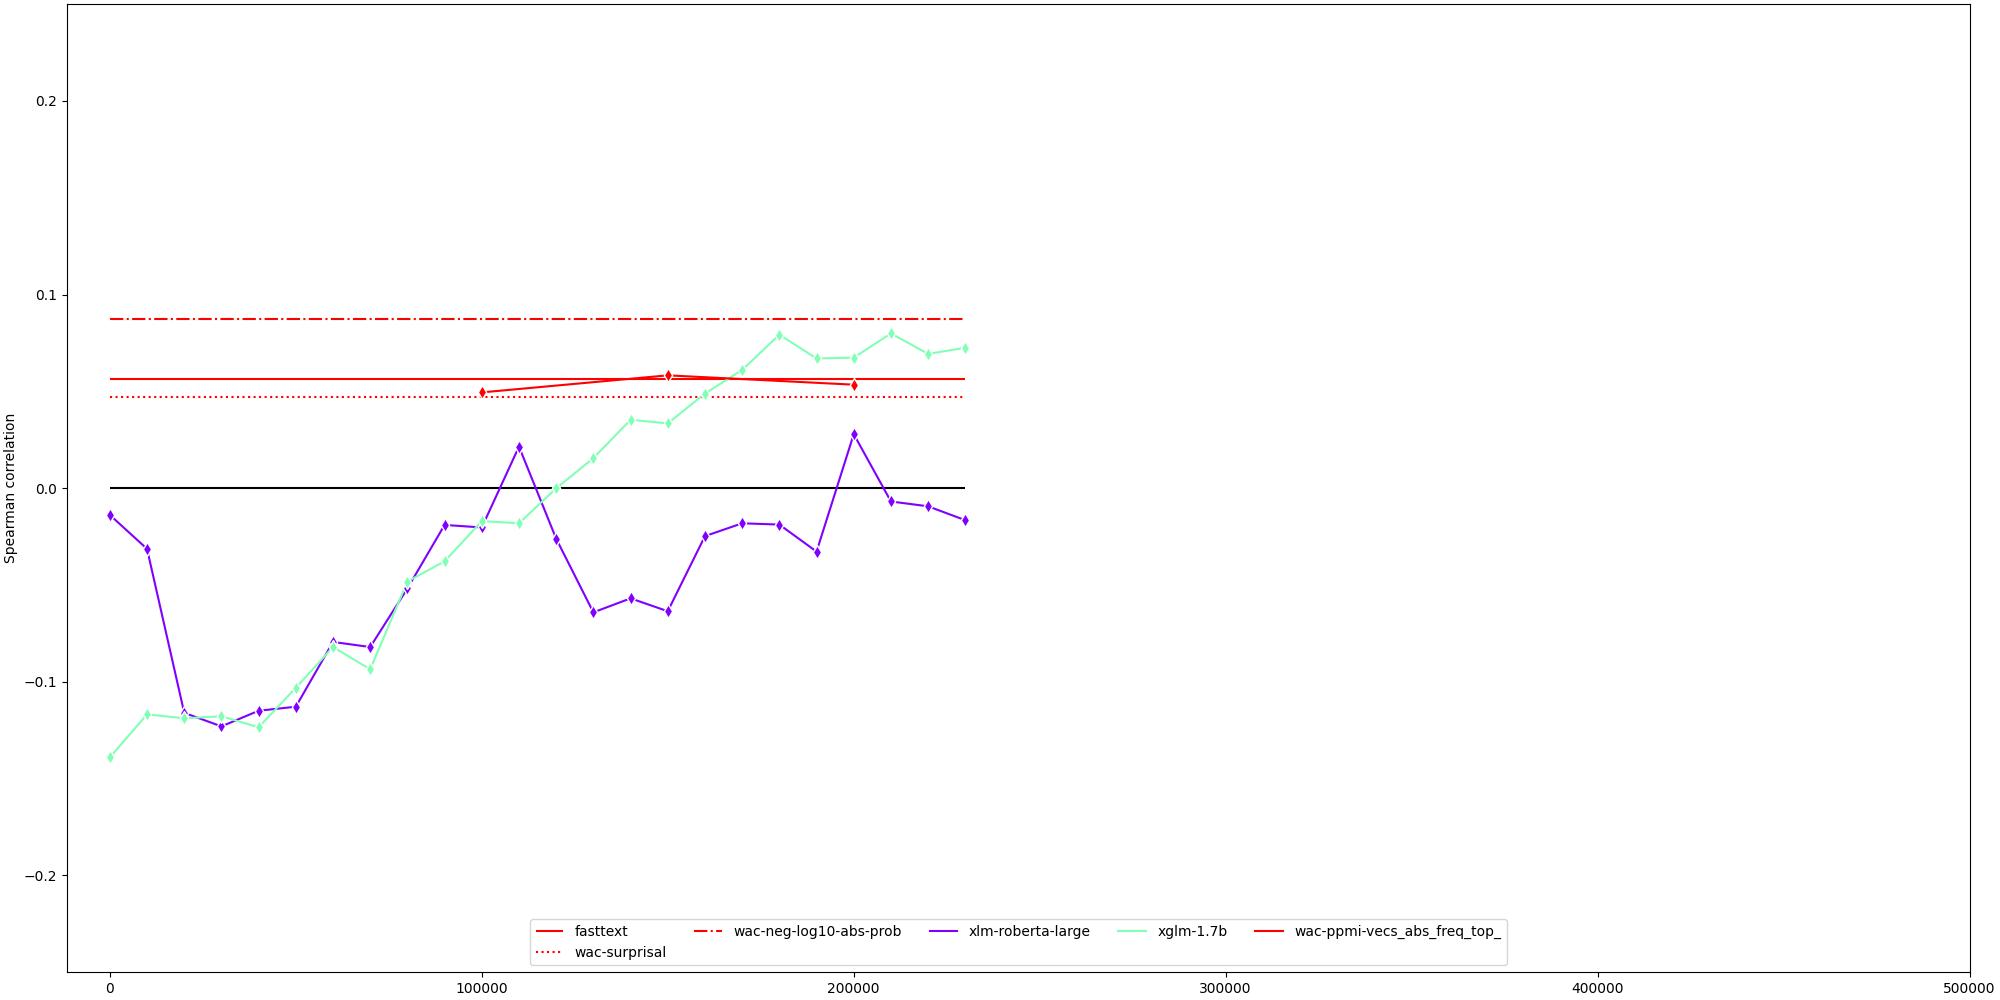 0.2
0.1
0.0
−0.1
−0.2
Spearman correlation
fasttext wac-neg-log10-abs-prob xlm-roberta-large xglm-1.7b wac-ppmi-vecs_abs_freq_top_
wac-surprisal
0 100000 200000 300000 400000 500000